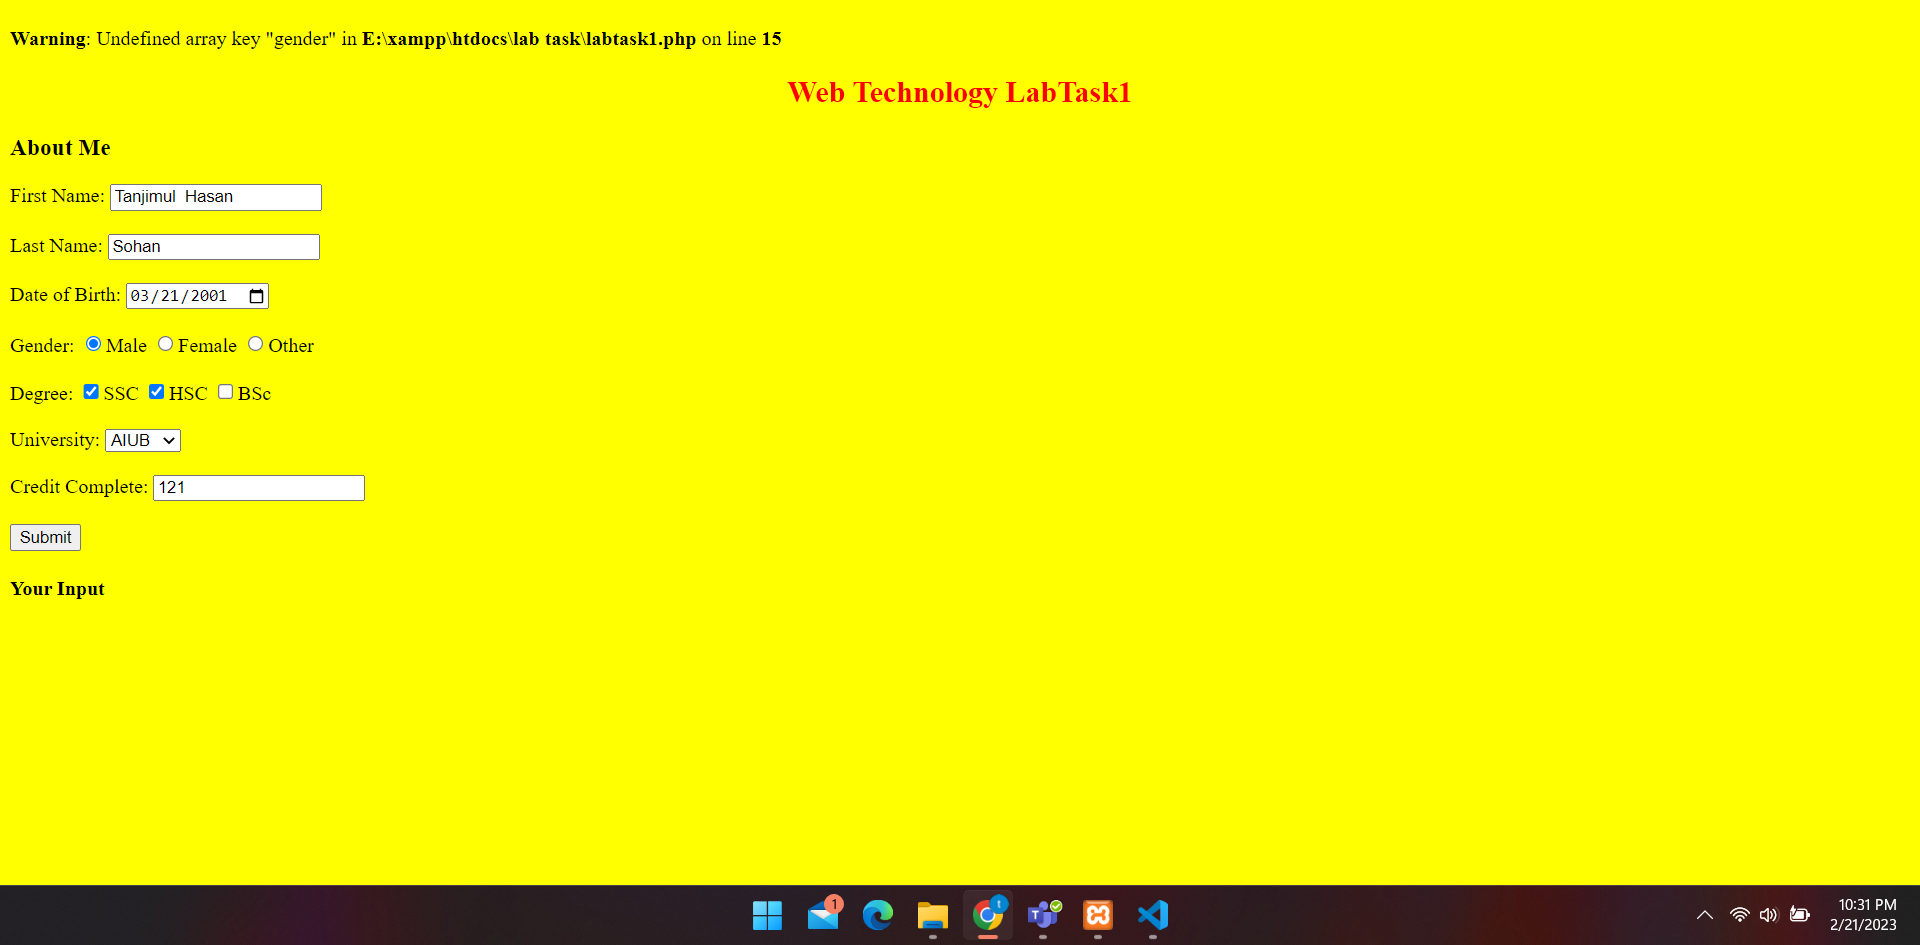 Warning: Undefined array key "gender" in E:\xampp\htdocs\lab task\labtask1.php on line 15
Web Technology LabTask1
About Me
First Name: Tanjimul  Hasan
Last Name: Sohan
Date of Birth: 03/21/2001
Gender: Male Female Other
Degree: SSC HSC BSc
University: AIUB
Credit Complete: 121
Submit
Your Input
1
t
T
10:31 PM
2/21/2023